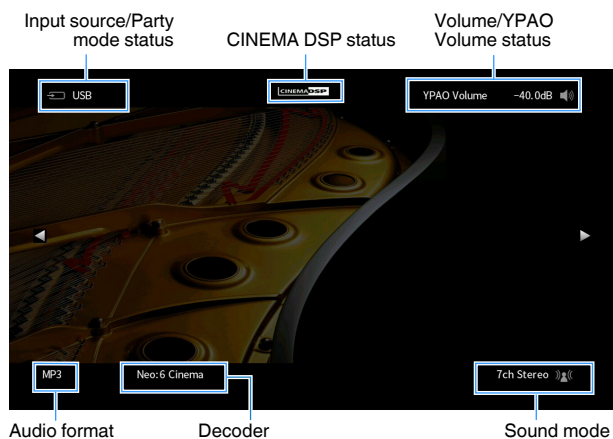 Input source/Party
mode status
CINEMA DSP status
Volume/YPAO
Volume status
USB
CINEMA DSP
YPAO Volume -40.0dB
MP3
Neo:6 Cinema
7ch Stereo
Audio format
Decoder
Sound mode